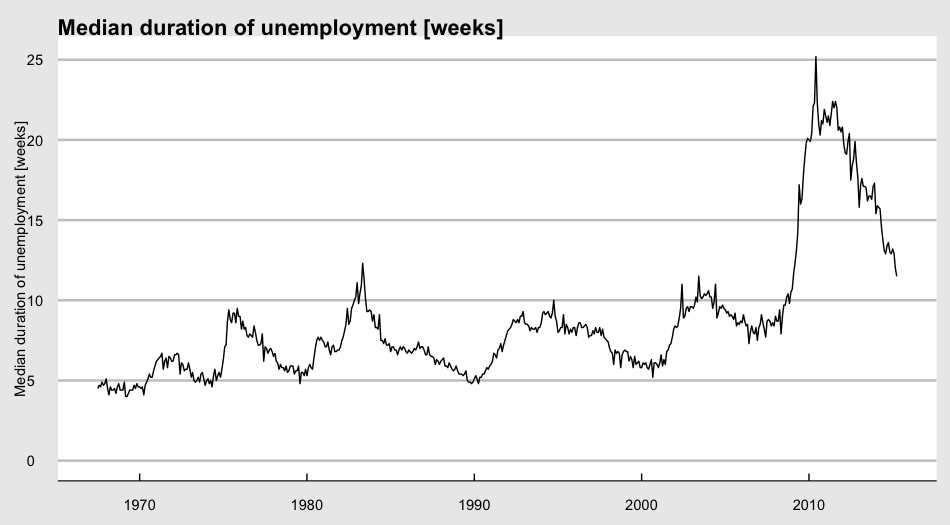 Median duration of unemployment [weeks]
Median duration of unemployment [weeks]
25
20
15
10
5
0
1970 1980 1990 2000 2010